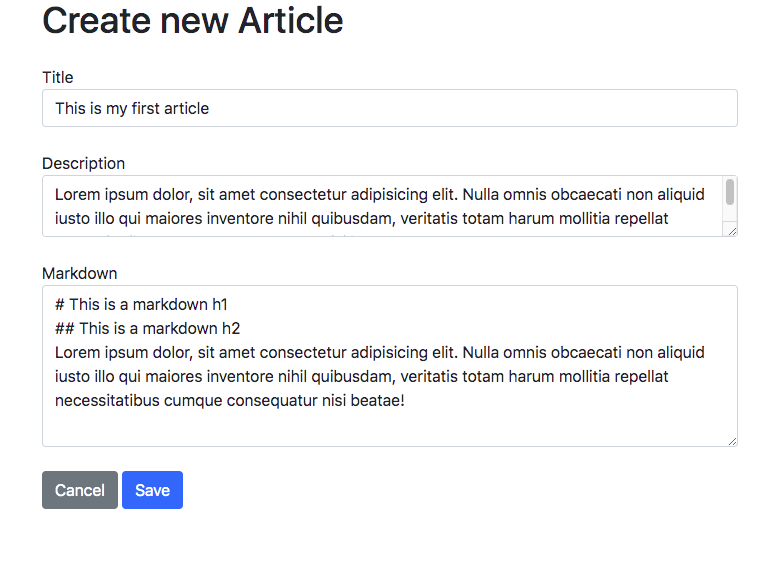 Create new Article
Title
This is my first article
Description
Lorem ipsum dolor, sit amet consectetur adipisicing elit. Nulla omnis obcaecati non aliquid
iusto illo qui maiores inventore nihil quibusdam, veritatis totam harum mollitia repellat
Markdown
# This is a markdown h1
## This is a markdown h2
Lorem ipsum dolor, sit amet consectetur adipisicing elit. Nulla omnis obcaecati non aliquid
iusto illo qui maiores inventore nihil quibusdam, veritatis totam harum mollitia repellat
necessitatibus cumque consequatur nisi beatae!
Cancel Save